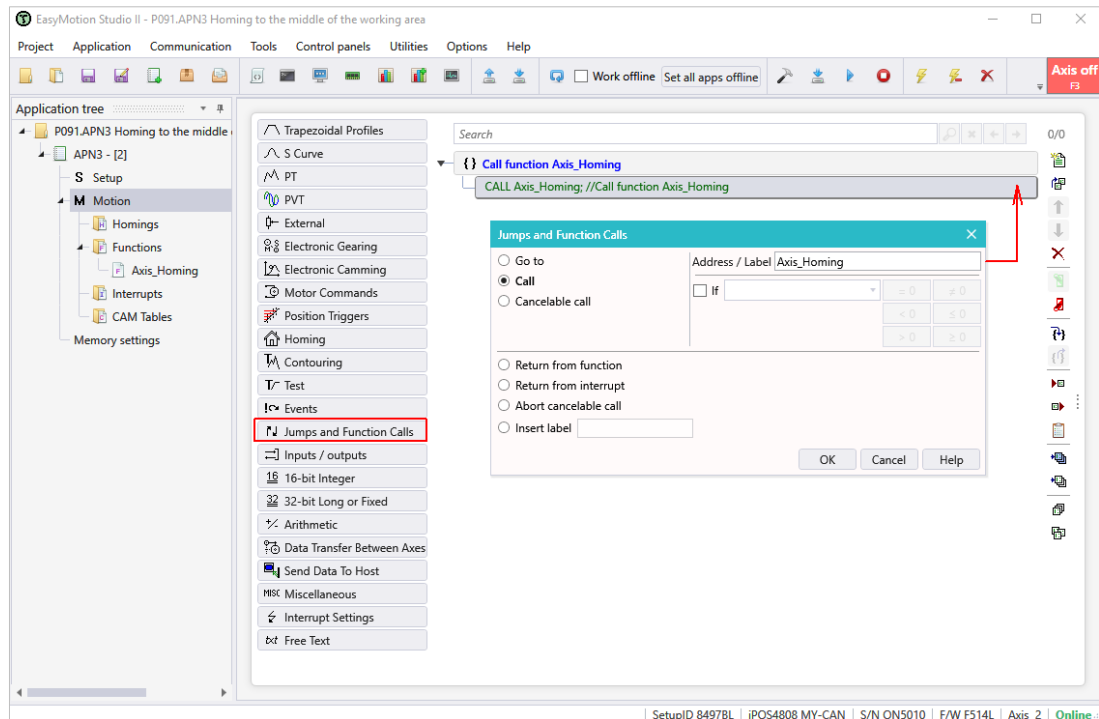 EasyMotion Studio II - P091.APN3 Homing to the middle of the working area
Project Application Communication Tools Control panels Utilities Options Help
Work offline Set all apps offline Axis off
F3
Application tree
P091.APN3 Homing to the middle
APN3 - [2]
S Setup
M Motion
Homings
Functions
Axis_Homing
Interrupts
CAM Tables
Memory settings
Trapezoidal Profiles
S Curve
PT
PVT
External
Electronic Gearing
Electronic Camming
Motor Commands
Position Triggers
Homing
Contouring
Test
Events
Jumps and Function Calls
Inputs / outputs
16 16-bit Integer
32 32-bit Long or Fixed
Arithmetic
Data Transfer Between Axes
Send Data To Host
MISC Miscellaneous
Interrupt Settings
txt Free Text
Search 0/0
{} Call function Axis_Homing
CALL Axis_Homing; //Call function Axis_Homing
Jumps and Function Calls
Go to Address / Label Axis_Homing
Call If = 0 ≠ 0
Cancelable call < 0 ≤ 0
> 0 ≥ 0
Return from function
Return from interrupt
Abort cancelable call
Insert label
OK Cancel Help
SetupID 8497BL iPOS4808 MY-CAN S/N ON5010 F/W F514L Axis 2 Online